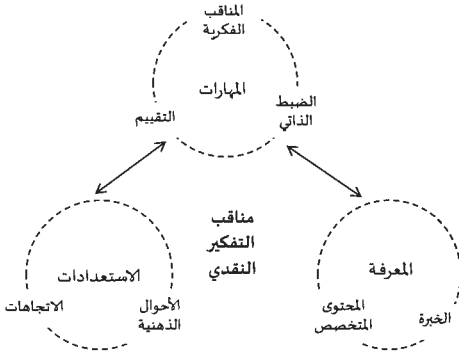 المناقب
الفكرية
المهارات
الضبط
الذاتي
التقييم
مناقب
التفكير
النقدي
المعرفة
الخبرة
المحتوى
المتخصص
الاستعدادات
الأحوال
الذهنية
الاتجاهات